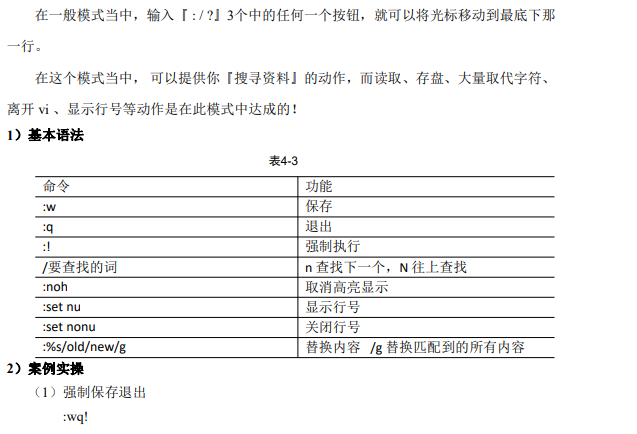 在一般模式当中，输入『 : / ?』3个中的任何一个按钮，就可以将光标移动到最底下那
一行。
在这个模式当中， 可以提供你『搜寻资料』的动作，而读取、存盘、大量取代字符、
离开 vi 、显示行号等动作是在此模式中达成的！
1）基本语法
表4-3
命令 功能
:w 保存
:q 退出
:! 强制执行
/要查找的词 n 查找下一个，N 往上查找
:noh 取消高亮显示
:set nu 显示行号
:set nonu 关闭行号
:%s/old/new/g 替换内容 /g 替换匹配到的所有内容
2）案例实操
（1）强制保存退出
:wq!